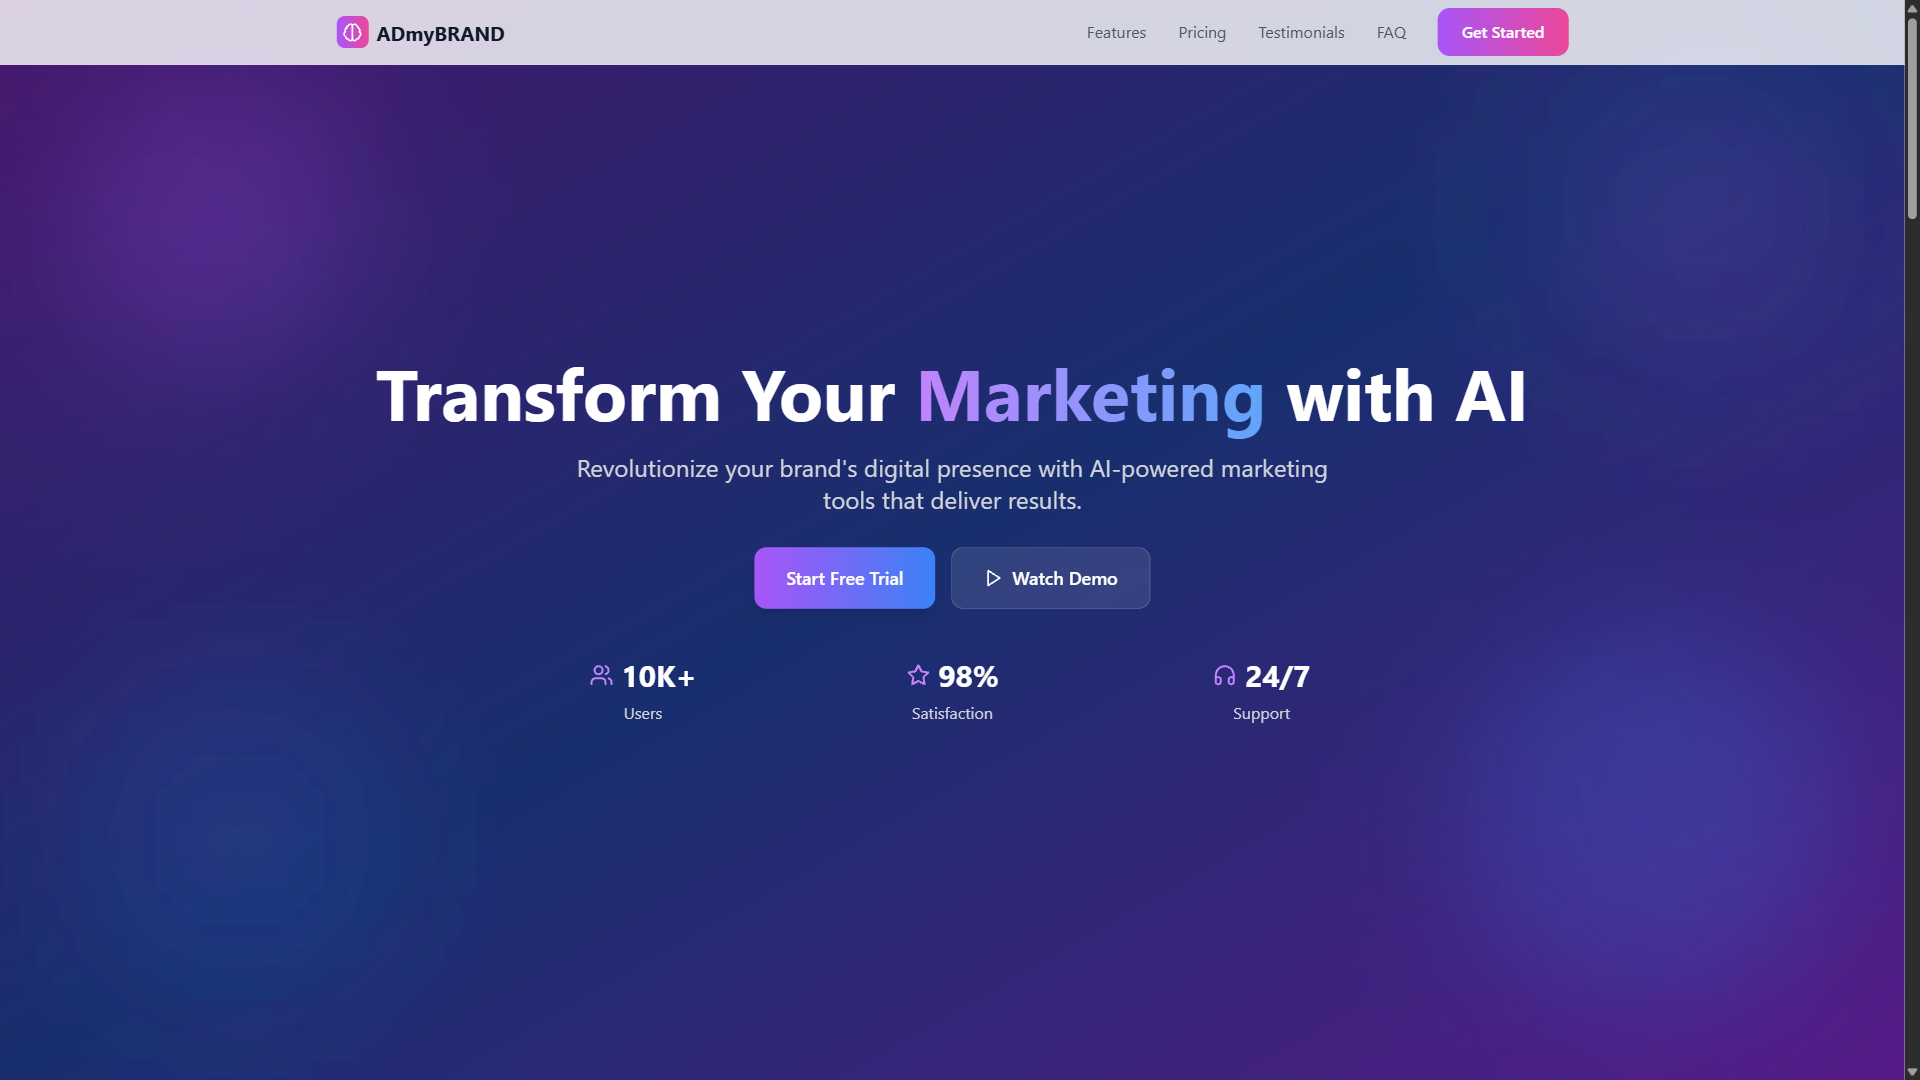 ADmyBRAND
Features
Pricing
Testimonials
FAQ
Get Started
Transform Your Marketing with AI
Revolutionize your brand's digital presence with AI-powered marketing
tools that deliver results.
Start Free Trial
Watch Demo
10K+
Users
98%
Satisfaction
24/7
Support